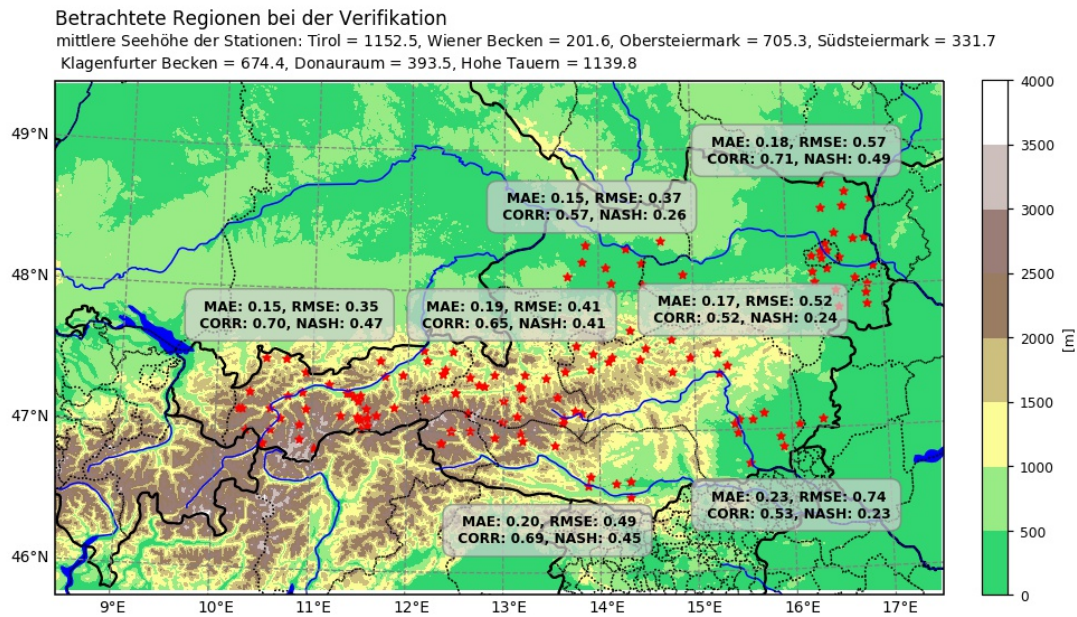 Betrachtete Regionen bei der Verifikation
mittlere Seehöhe der Stationen: Tirol = 1152.5, Wiener Becken = 201.6, Obersteiermark = 705.3, Südsteiermark = 331.7
Klagenfurter Becken = 674.4, Donauraum = 393.5, Hohe Tauern = 1139.8
49°N
48°N
47°N
46°N
MAE: 0.18, RMSE: 0.57
CORR: 0.71, NASH: 0.49
MAE: 0.15, RMSE: 0.37
CORR: 0.57, NASH: 0.26
MAE: 0.15, RMSE: 0.35
CORR: 0.70, NASH: 0.47
MAE: 0.19, RMSE: 0.41
CORR: 0.65, NASH: 0.41
MAE: 0.17, RMSE: 0.52
CORR: 0.52, NASH: 0.24
MAE: 0.23, RMSE: 0.74
CORR: 0.53, NASH: 0.23
MAE: 0.20, RMSE: 0.49
CORR: 0.69, NASH: 0.45
9°E 10°E 11°E 12°E 13°E 14°E 15°E 16°E 17°E
4000
3500
3000
2500
2000
1500
1000
500
0
[m]